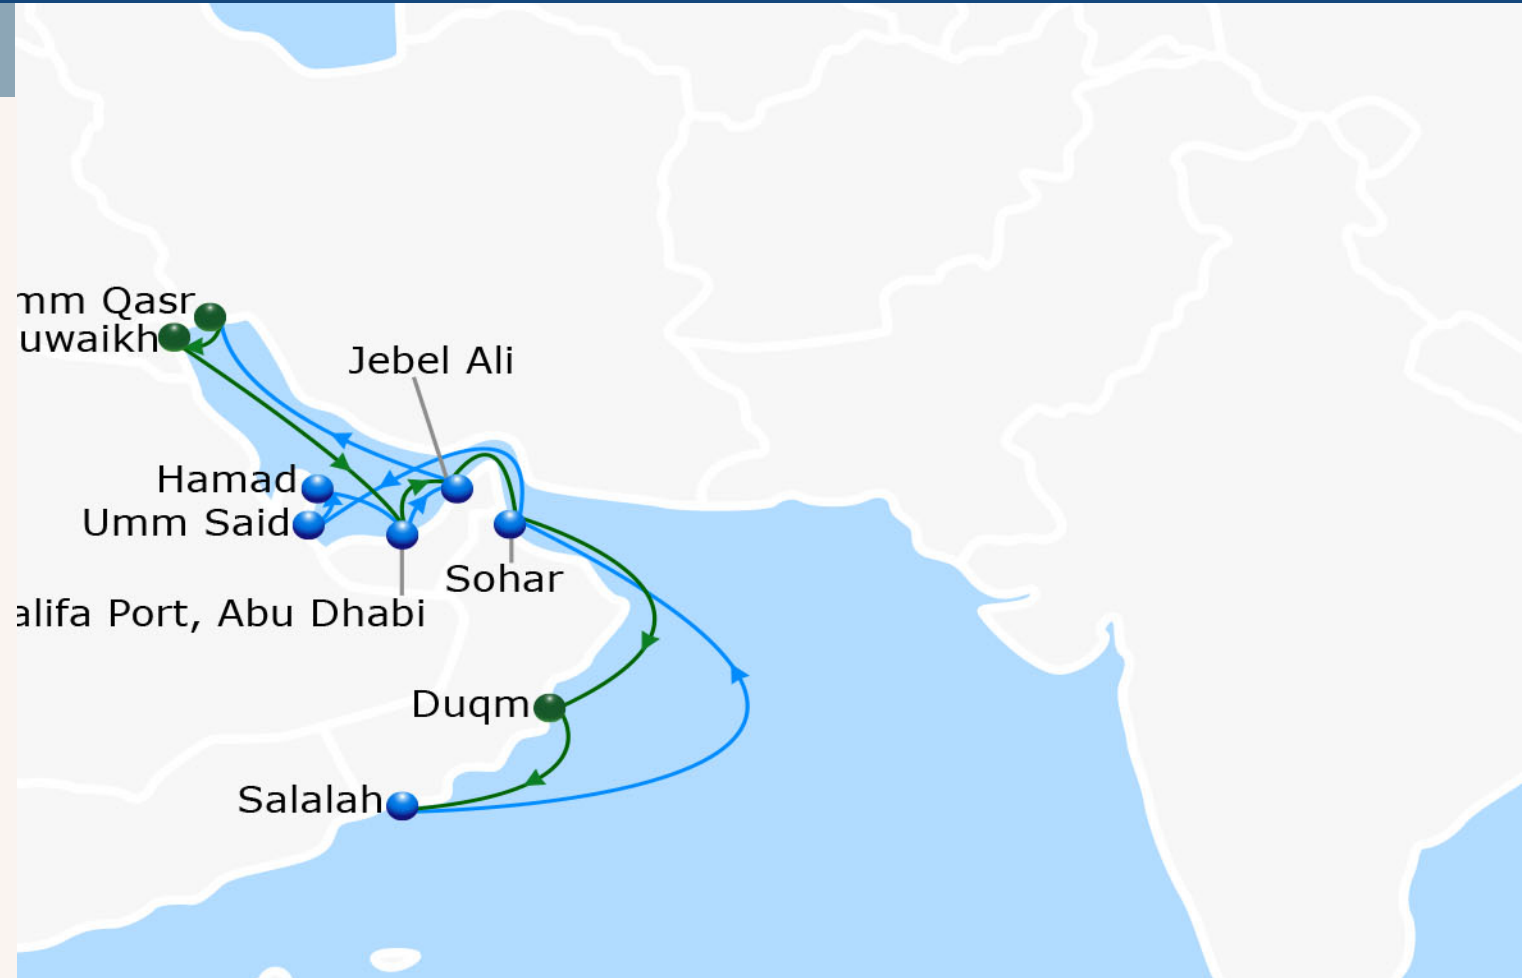 mm Qasr
uwaikh
Jebel Ali
Hamad
Umm Said
Sohar
alifa Port, Abu Dhabi
Duqm
Salalah